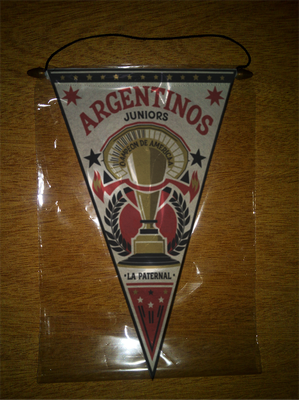 ARGENTINOS
JUNIORS
CAMPEÓN DE AMÉRICA
LA PATERNAL